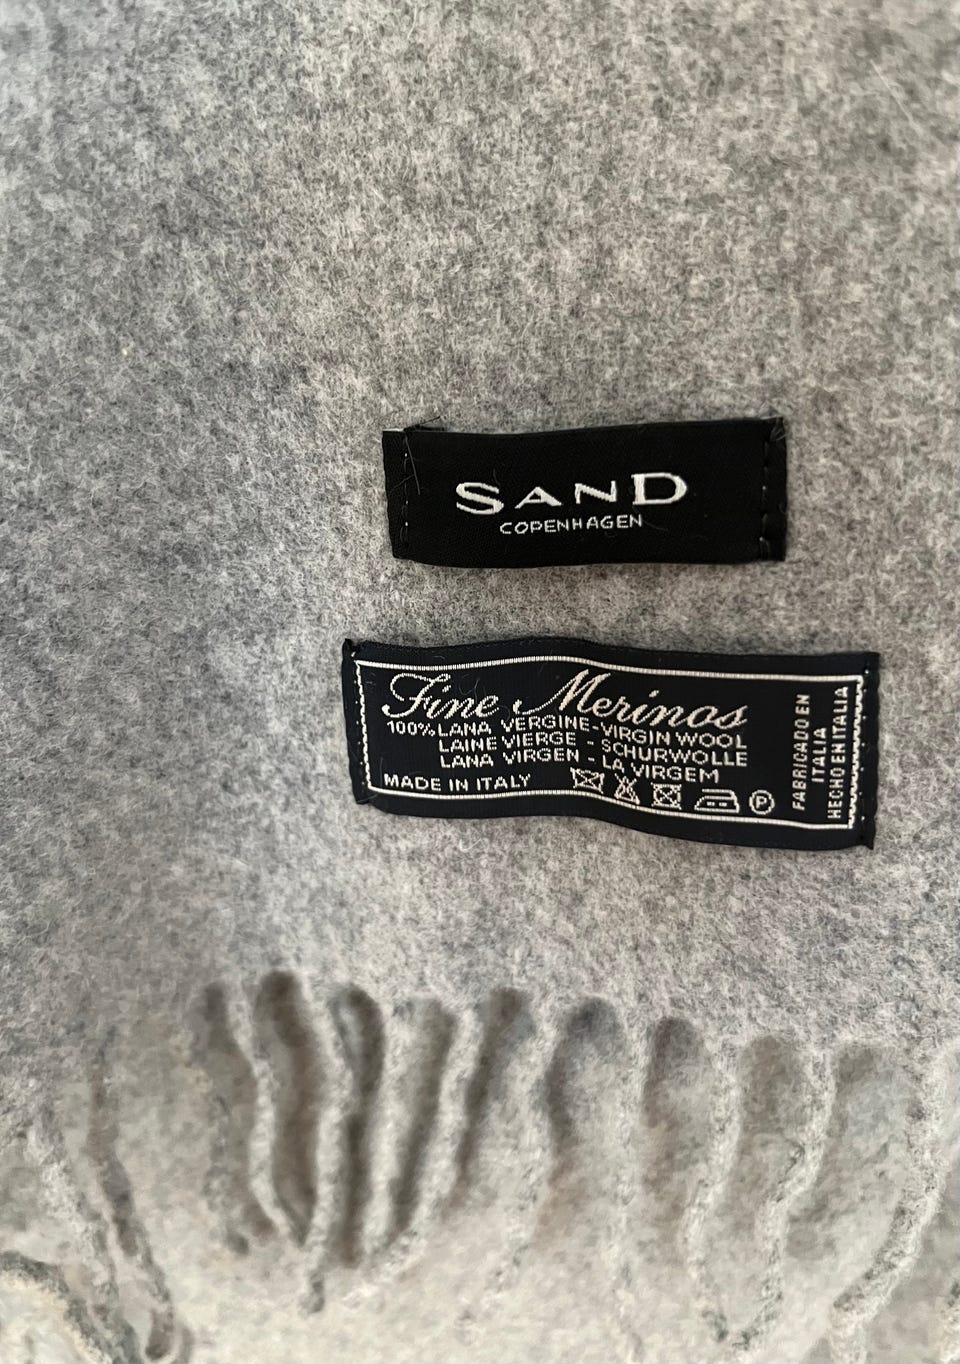 SAND
COPENHAGEN
Fine Merinos
100% LANA VERGINE-VIRGIN WOOL
LAINE VIERGE - SCHURWOLLE
LANA VIRGEN - LA VIRGEM
MADE IN ITALY P
FABRICADO EN
ITALIA
HECHO EN ITALIA